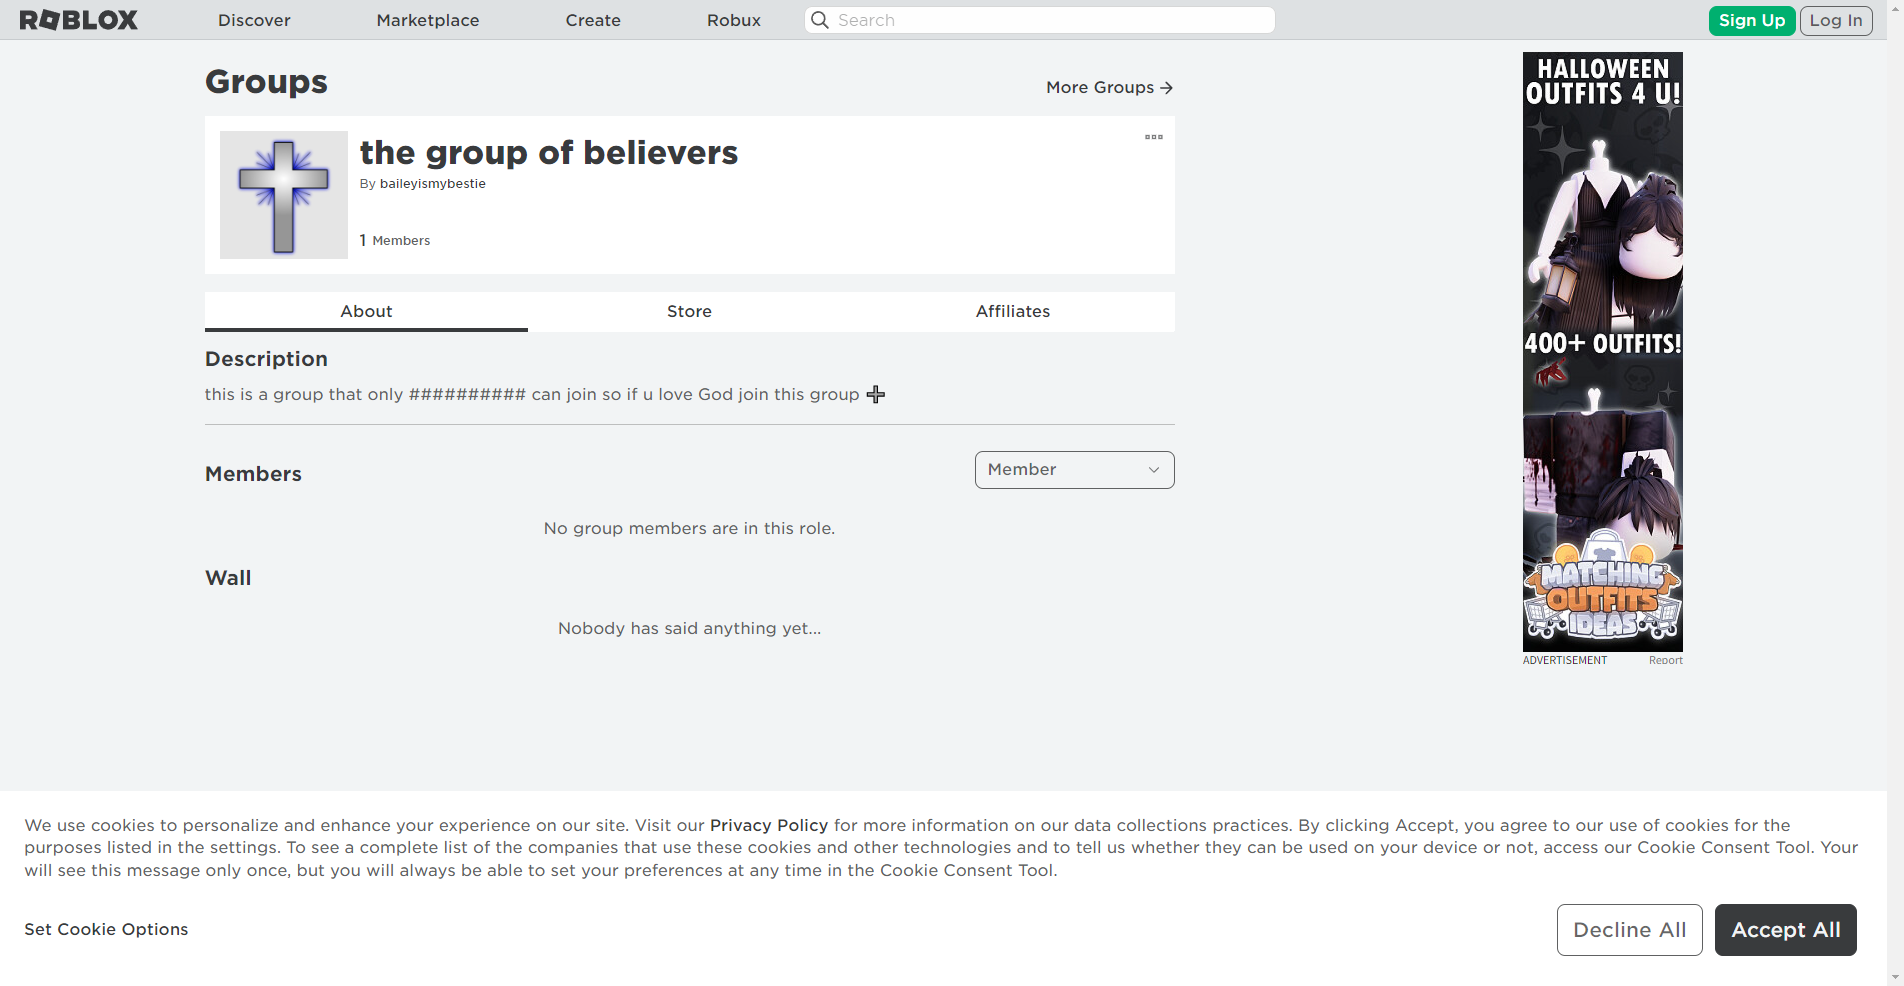 ROBLOX
Discover
Marketplace
Create
Robux
Search
Sign Up
Log In
Groups
More Groups
the group of believers
By baileyismybestie
1 Members
About
Store
Affiliates
Description
this is a group that only ########## can join so if u love God join this group
Members
Member
No group members are in this role.
Wall
Nobody has said anything yet...
HALLOWEEN
OUTFITS 4 U!
400+ OUTFITS!
MATCHING
OUTFITS
IDEAS
ADVERTISEMENT
Report
We use cookies to personalize and enhance your experience on our site. Visit our Privacy Policy for more information on our data collections practices. By clicking Accept, you agree to our use of cookies for the
purposes listed in the settings. To see a complete list of the companies that use these cookies and other technologies and to tell us whether they can be used on your device or not, access our Cookie Consent Tool. Your
will see this message only once, but you will always be able to set your preferences at any time in the Cookie Consent Tool.
Set Cookie Options
Decline All
Accept All